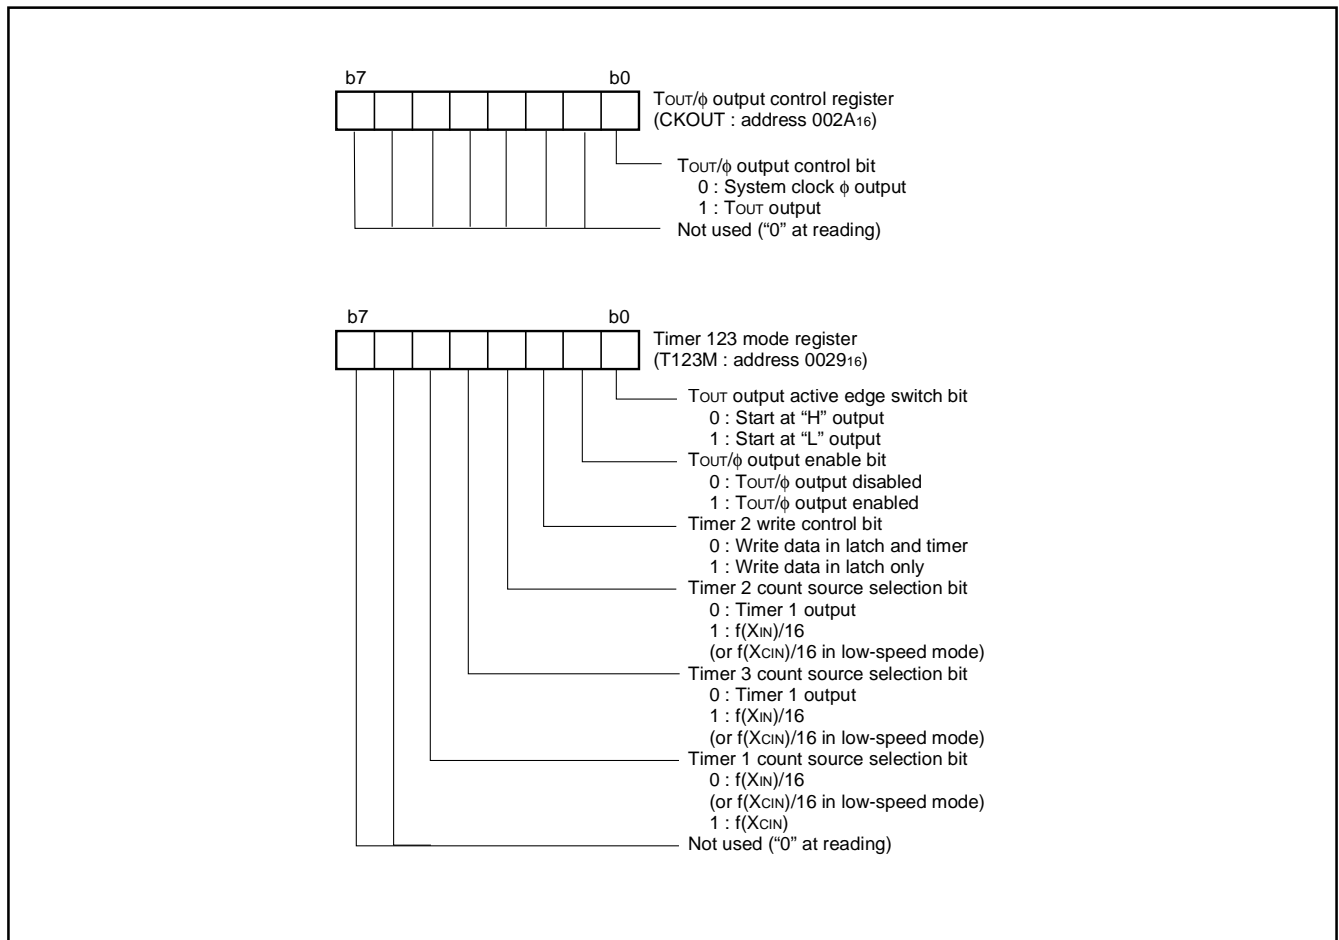 b7 b0
TOUT/ϕ output control register
(CKOUT : address 002A16)
TOUT/ϕ output control bit
0 : System clock ϕ output
1 : TOUT output
Not used (“0” at reading)
b7 b0
Timer 123 mode register
(T123M : address 002916)
TOUT output active edge switch bit
0 : Start at “H” output
1 : Start at “L” output
TOUT/ϕ output enable bit
0 : TOUT/ϕ output disabled
1 : TOUT/ϕ output enabled
Timer 2 write control bit
0 : Write data in latch and timer
1 : Write data in latch only
Timer 2 count source selection bit
0 : Timer 1 output
1 : f(XIN)/16
(or f(XCIN)/16 in low-speed mode)
Timer 3 count source selection bit
0 : Timer 1 output
1 : f(XIN)/16
(or f(XCIN)/16 in low-speed mode)
Timer 1 count source selection bit
0 : f(XIN)/16
(or f(XCIN)/16 in low-speed mode)
1 : f(XCIN)
Not used (“0” at reading)